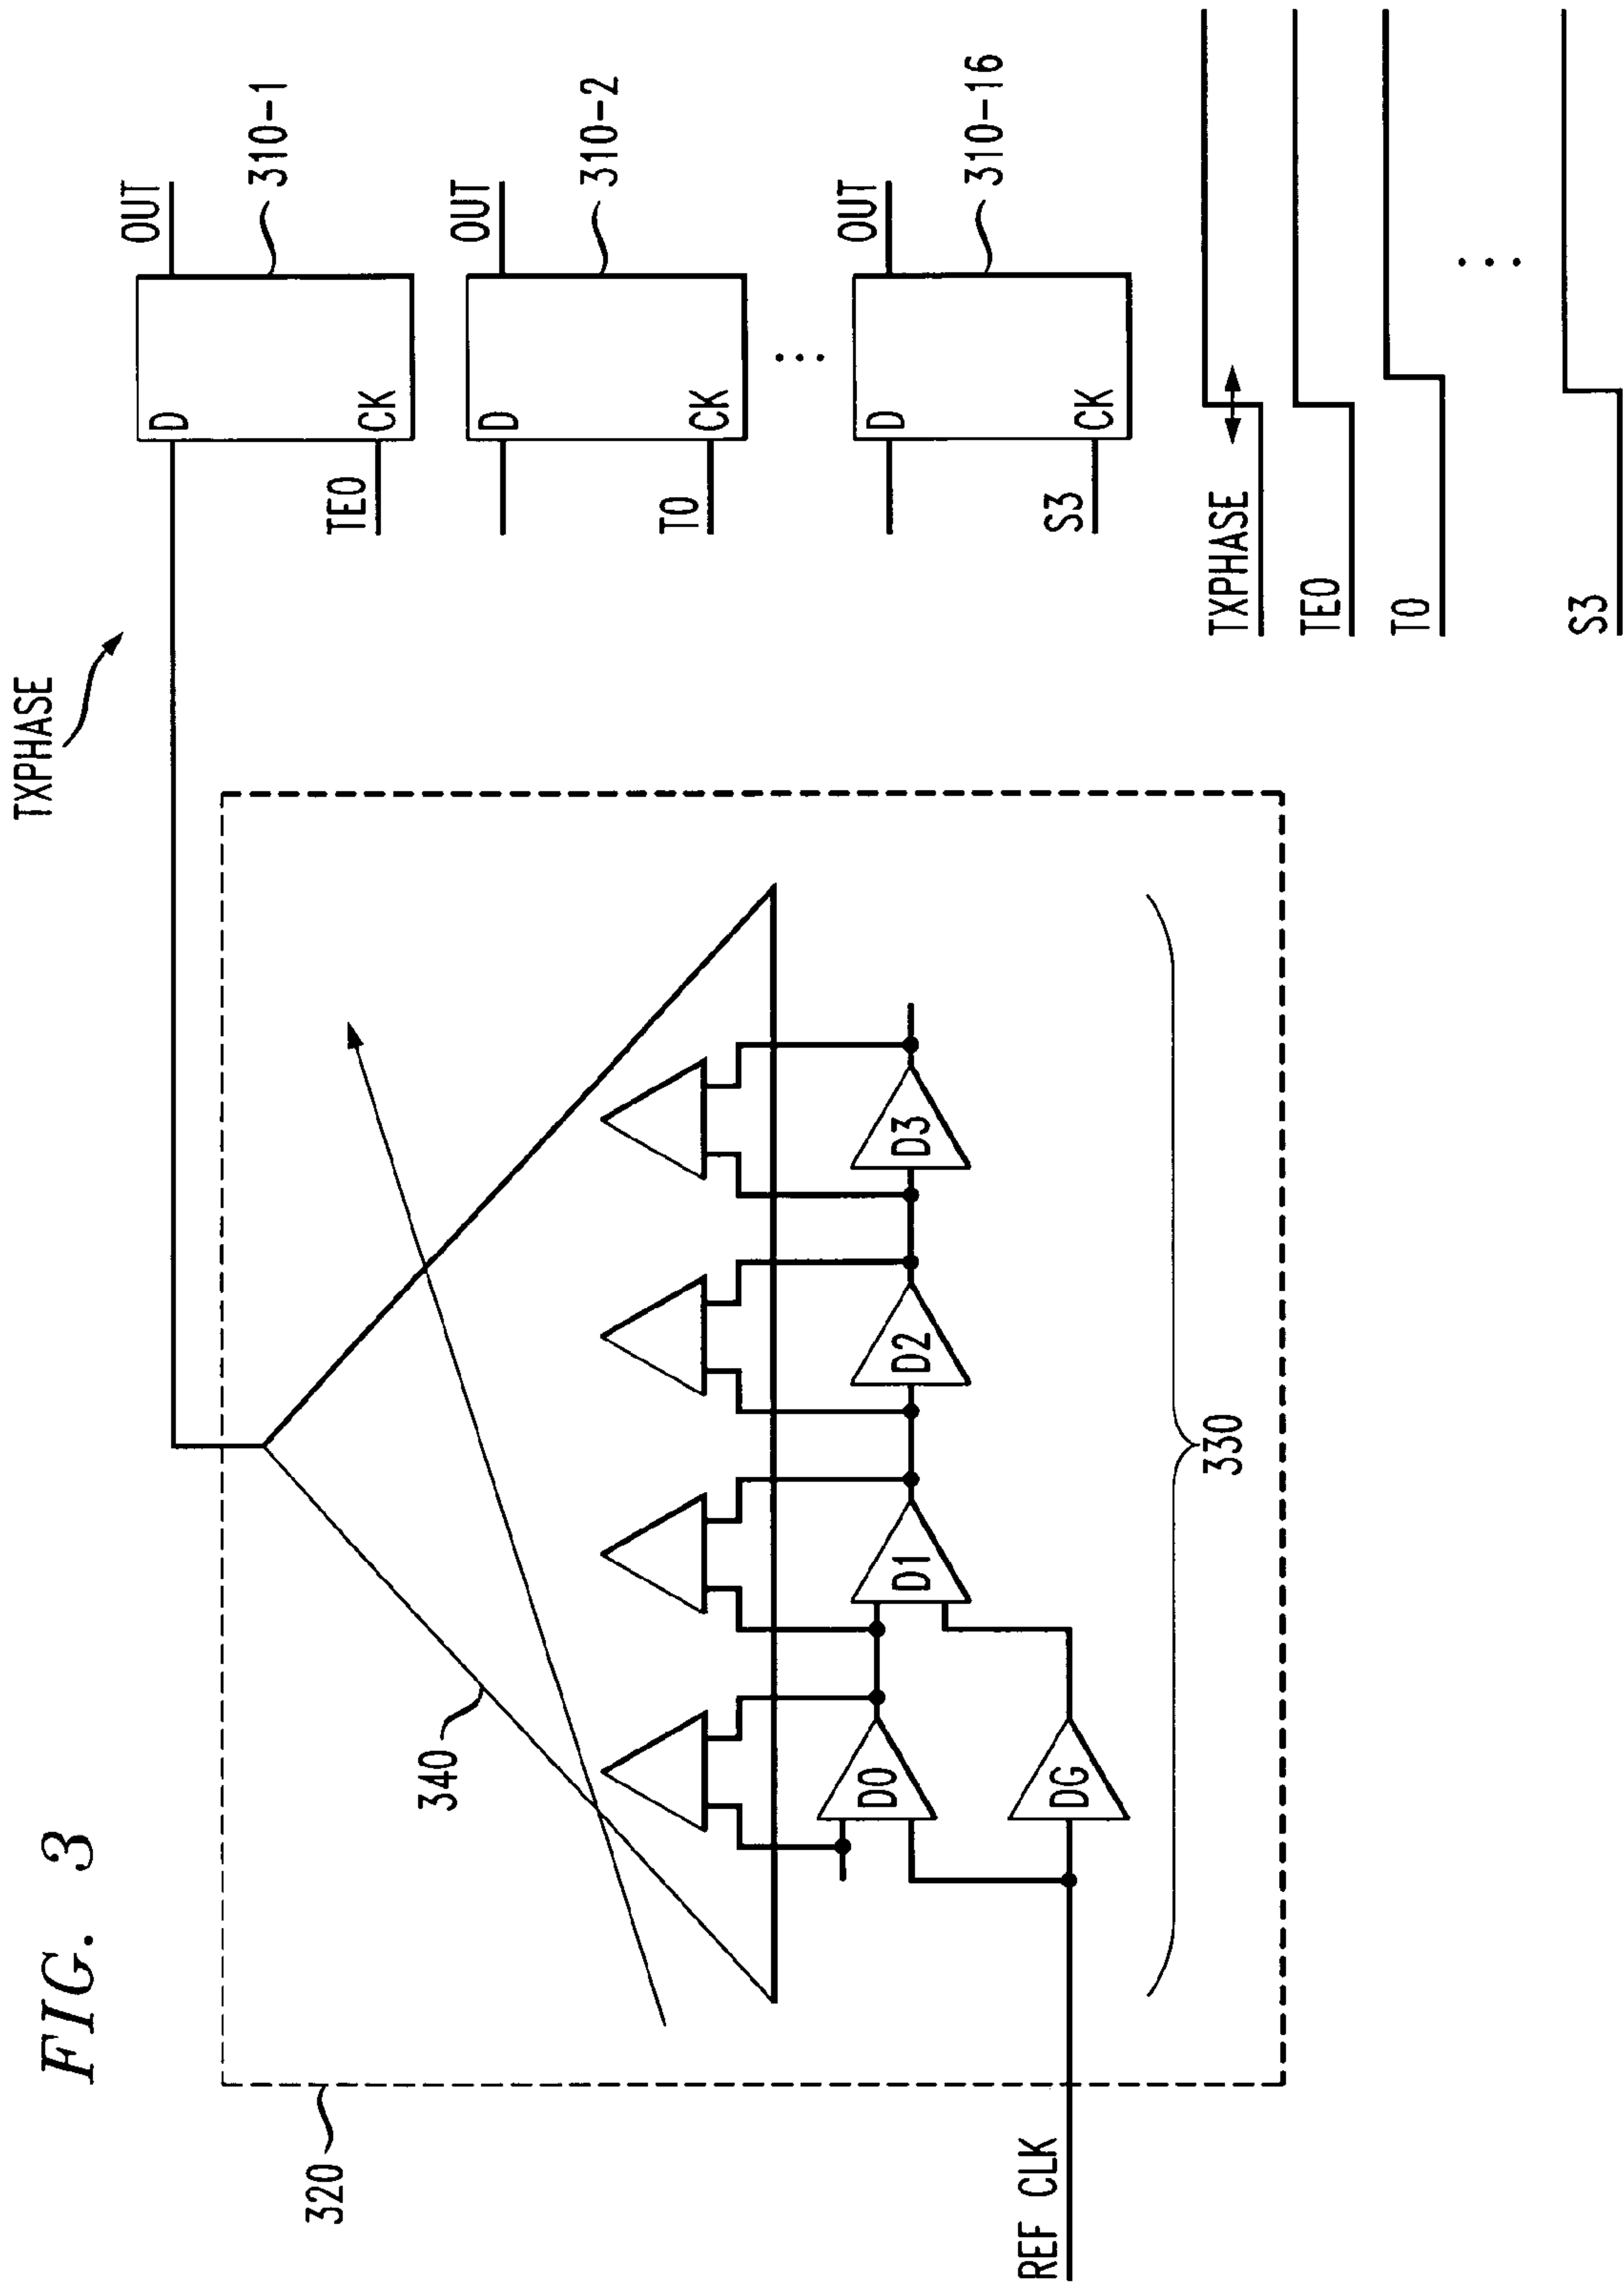 FIG. 3
320
340
REF CLK
D0
DG
D1
D2
D3
330
TXPHASE
D
OUT
TE0
CK
310-1
D
OUT
T0
CK
310-2
D
OUT
S3
CK
310-16
TXPHASE
TE0
T0
S3